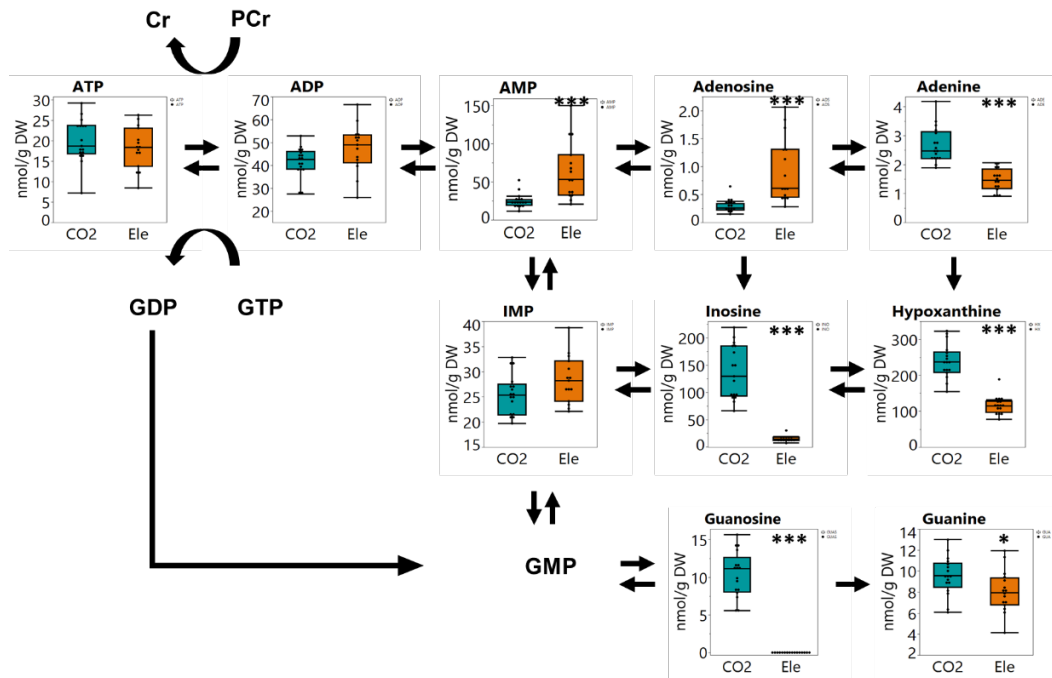 Cr PCr
ATP
nmol/g DW
30
25
20
15
10
5
0
CO2 Ele
ADP
nmol/g DW
70
60
50
40
30
20
CO2 Ele
AMP
nmol/g DW
150
100
50
0
***
CO2 Ele
Adenosine
nmol/g DW
2.0
1.5
1.0
0.5
0
***
CO2 Ele
Adenine
nmol/g DW
4
3
2
1
0
***
CO2 Ele
GDP GTP
IMP
nmol/g DW
40
35
30
25
20
15
CO2 Ele
Inosine
nmol/g DW
200
150
100
50
0
***
CO2 Ele
Hypoxanthine
nmol/g DW
300
200
100
0
***
CO2 Ele
GMP
Guanosine
nmol/g DW
15
10
5
0
***
CO2 Ele
Guanine
nmol/g DW
14
12
10
8
6
4
2
*
CO2 Ele